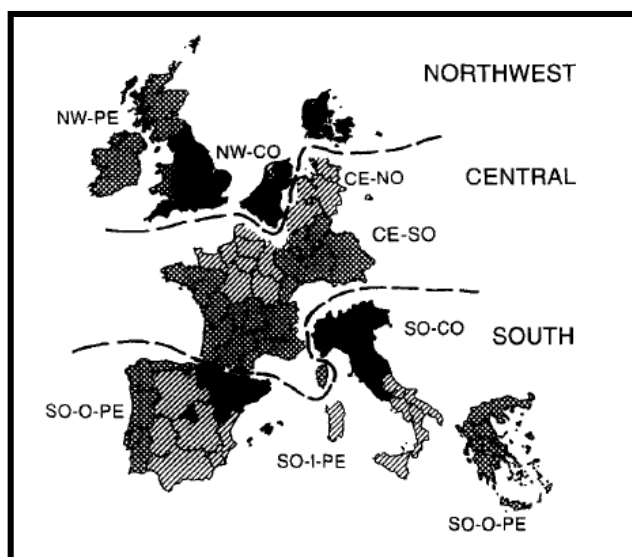 NORTHWEST
NW-PE
NW-CO
CE-NO
CENTRAL
CE-SO
SO-CO
SOUTH
SO-O-PE
SO-I-PE
SO-O-PE